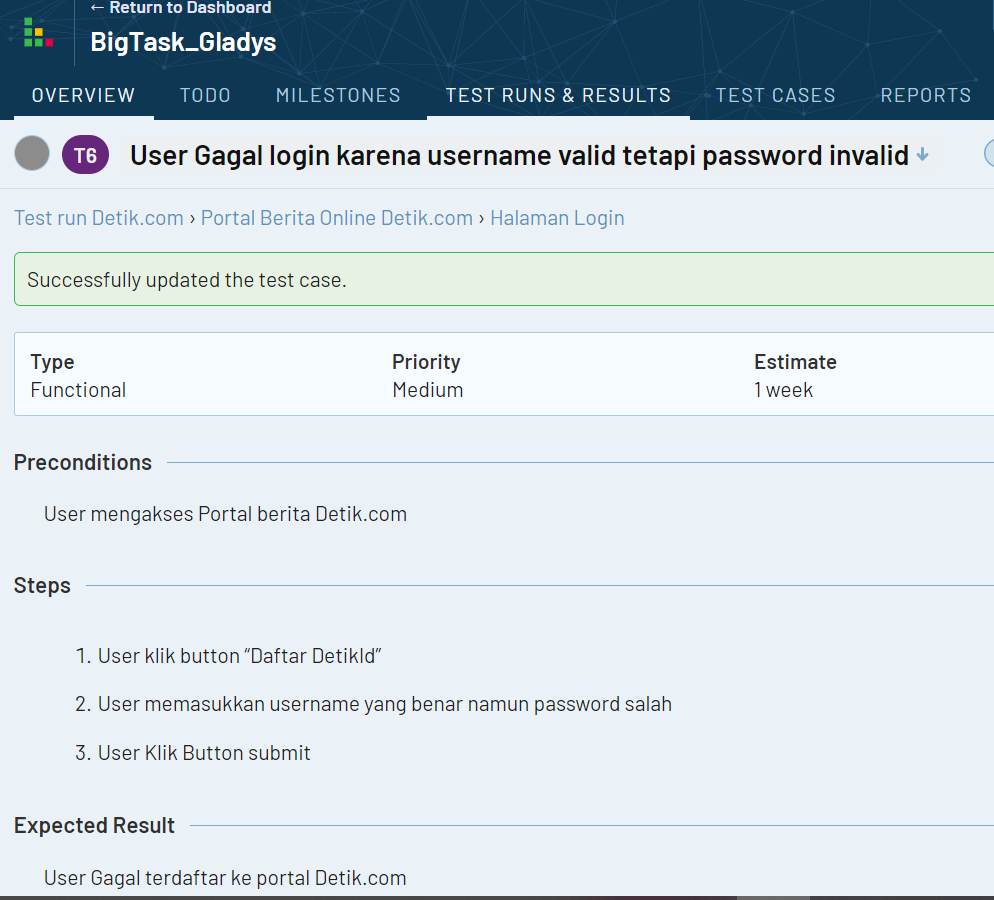 ← Return to Dashboard
BigTask_Gladys
OVERVIEW TODO MILESTONES TEST RUNS & RESULTS TEST CASES REPORTS
T6 User Gagal login karena username valid tetapi password invalid
Test run Detik.com › Portal Berita Online Detik.com › Halaman Login
Successfully updated the test case.
Type Priority Estimate
Functional Medium 1 week
Preconditions
User mengakses Portal berita Detik.com
Steps
1. User klik button “Daftar DetikId”
2. User memasukkan username yang benar namun password salah
3. User Klik Button submit
Expected Result
User Gagal terdaftar ke portal Detik.com